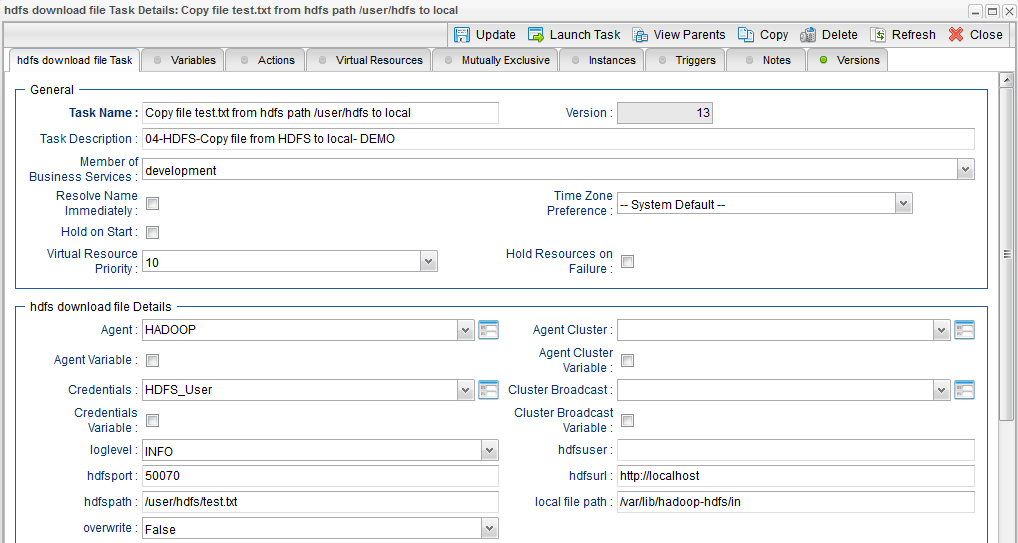 hdfs download file Task Details: Copy file test.txt from hdfs path /user/hdfs to local
Update Launch Task View Parents Copy Delete Refresh Close
hdfs download file Task Variables Actions Virtual Resources Mutually Exclusive Instances Triggers Notes Versions
General
Task Name : Copy file test.txt from hdfs path /user/hdfs to local Version : 13
Task Description : 04-HDFS-Copy file from HDFS to local- DEMO
Member of
Business Services : development
Resolve Name
Immediately :
Time Zone
Preference : -- System Default --
Hold on Start :
Virtual Resource
Priority : 10
Hold Resources on
Failure :
hdfs download file Details
Agent : HADOOP Agent Cluster :
Agent Variable :
Agent Cluster
Variable :
Credentials : HDFS_User Cluster Broadcast :
Credentials
Variable :
Cluster Broadcast
Variable :
loglevel : INFO hdfsuser :
hdfsport : 50070 hdfsurl : http://localhost
hdfspath : /user/hdfs/test.txt local file path : /var/lib/hadoop-hdfs/in
overwrite : False